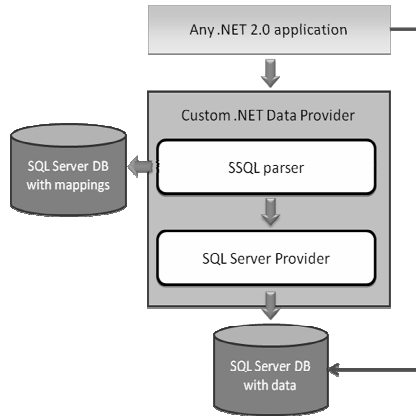 Any .NET 2.0 application
Custom .NET Data Provider
SSQL parser
SQL Server DB
with mappings
SQL Server Provider
SQL Server DB
with data